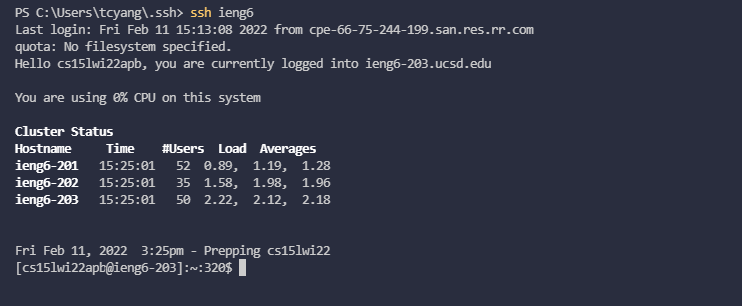 PS C:\Users\tcyang\.ssh> ssh ieng6
Last login: Fri Feb 11 15:13:08 2022 from cpe-66-75-244-199.san.res.rr.com
quota: No filesystem specified.
Hello cs15lwi22apb, you are currently logged into ieng6-203.ucsd.edu
You are using 0% CPU on this system
Cluster Status
Hostname     Time    #Users  Load  Averages
ieng6-201   15:25:01   52  0.89,  1.19,  1.28
ieng6-202   15:25:01   35  1.58,  1.98,  1.96
ieng6-203   15:25:01   50  2.22,  2.12,  2.18
Fri Feb 11, 2022  3:25pm - Prepping cs15lwi22
[cs15lwi22apb@ieng6-203]:~:320$